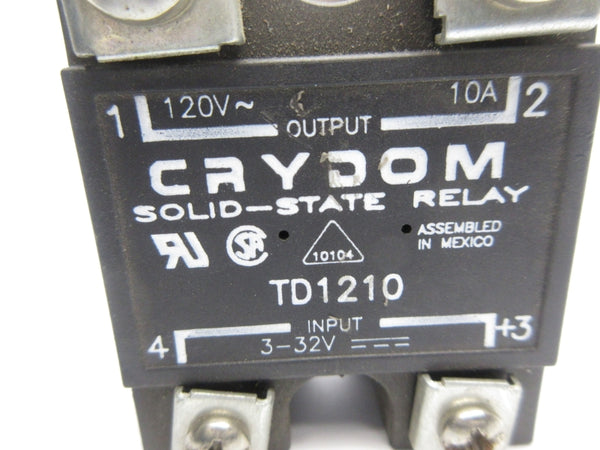 120V~ 10A
1 OUTPUT 2
CRYDOM
SOLID-STATE RELAY
ASSEMBLED
IN MEXICO
10104
TD1210
INPUT
4 3-32V +3